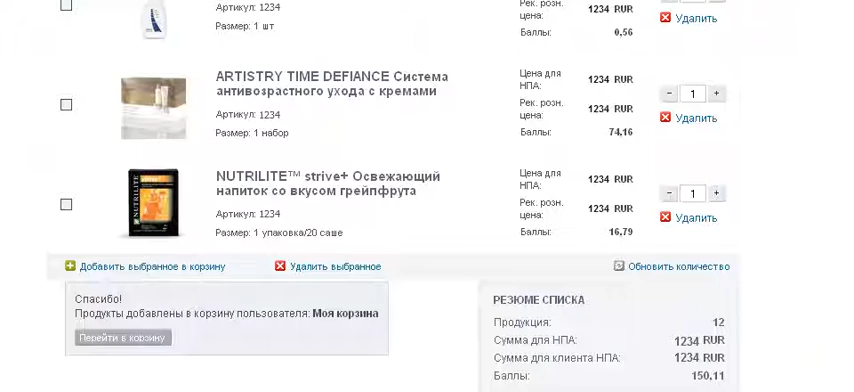 Артикул: 1234
Размер: 1 шт
Рек. розн.
цена:
1234 RUR
Баллы:
0,56
Удалить
ARTISTRY TIME DEFIANCE Система
антивозрастного ухода с кремами
Артикул: 1234
Размер: 1 набор
Цена для
НПА:
1234 RUR
Рек. розн.
цена:
1234 RUR
Баллы:
74,16
− 1 +
Удалить
NUTRILITE
NUTRILITE™ strive+ Освежающий
напиток со вкусом грейпфрута
Артикул: 1234
Размер: 1 упаковка/20 саше
Цена для
НПА:
1234 RUR
Рек. розн.
цена:
1234 RUR
Баллы:
16,79
− 1 +
Удалить
Добавить выбранное в корзину
Удалить выбранное
Обновить количество
Спасибо!
Продукты добавлены в корзину пользователя: Моя корзина
Перейти в корзину
РЕЗЮМЕ СПИСКА
Продукция: 12
Сумма для НПА: 1234 RUR
Сумма для клиента НПА: 1234 RUR
Баллы: 150,11